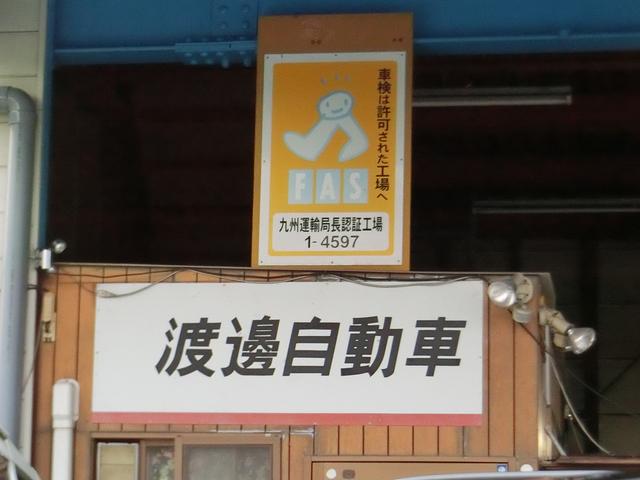 車検は許可された工場へ
FAS
九州運輸局長認証工場
1-4597
渡邊自動車